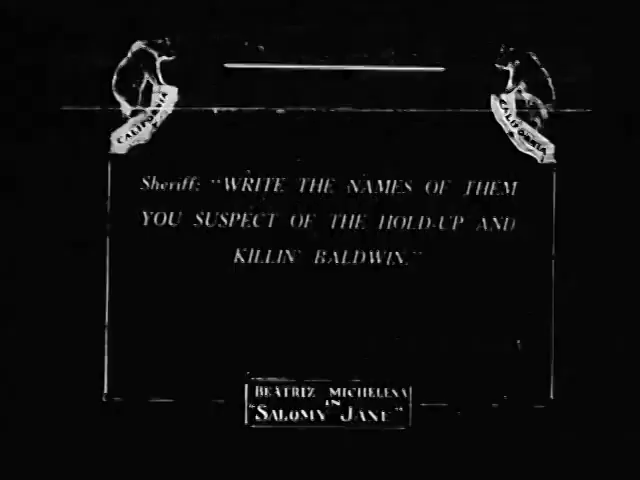 CALIFORNIA
CALIFORNIA
Sheriff: "WRITE THE NAMES OF THEM
YOU SUSPECT OF THE HOLD-UP AND
KILLIN' BALDWIN."
BEATRIZ MICHELENA
IN
"SALOMY JANE"